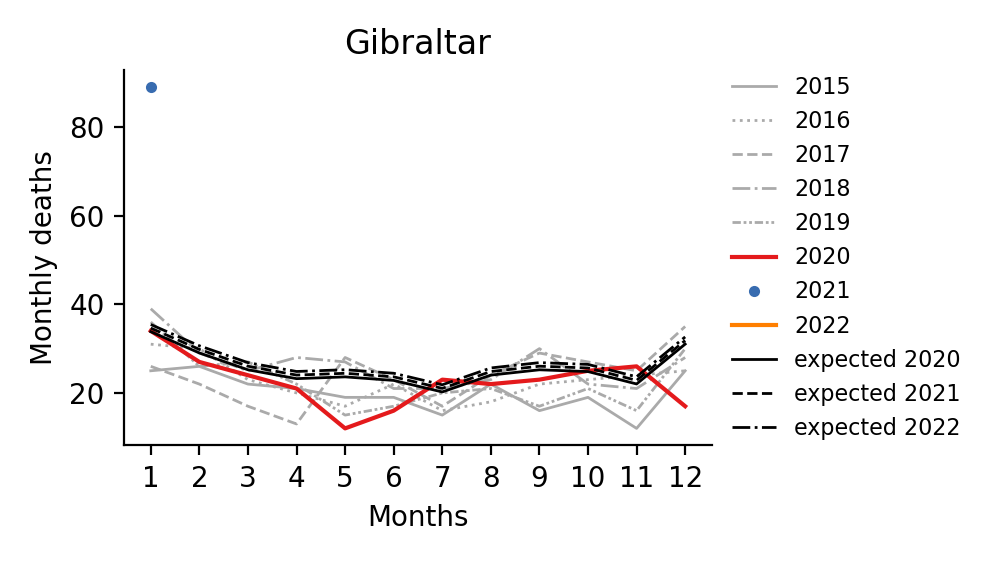 Gibraltar
Monthly deaths
80
60
40
20
1 2 3 4 5 6 7 8 9 10 11 12
Months
2015
2016
2017
2018
2019
2020
2021
2022
expected 2020
expected 2021
expected 2022